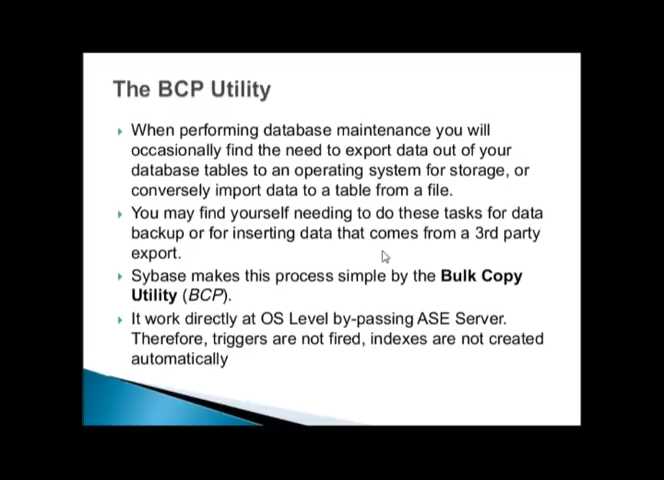 The BCP Utility
When performing database maintenance you will
occasionally find the need to export data out of your
database tables to an operating system for storage, or
conversely import data to a table from a file.
You may find yourself needing to do these tasks for data
backup or for inserting data that comes from a 3rd party
export.
Sybase makes this process simple by the Bulk Copy
Utility (BCP).
It work directly at OS Level by-passing ASE Server.
Therefore, triggers are not fired, indexes are not created
automatically